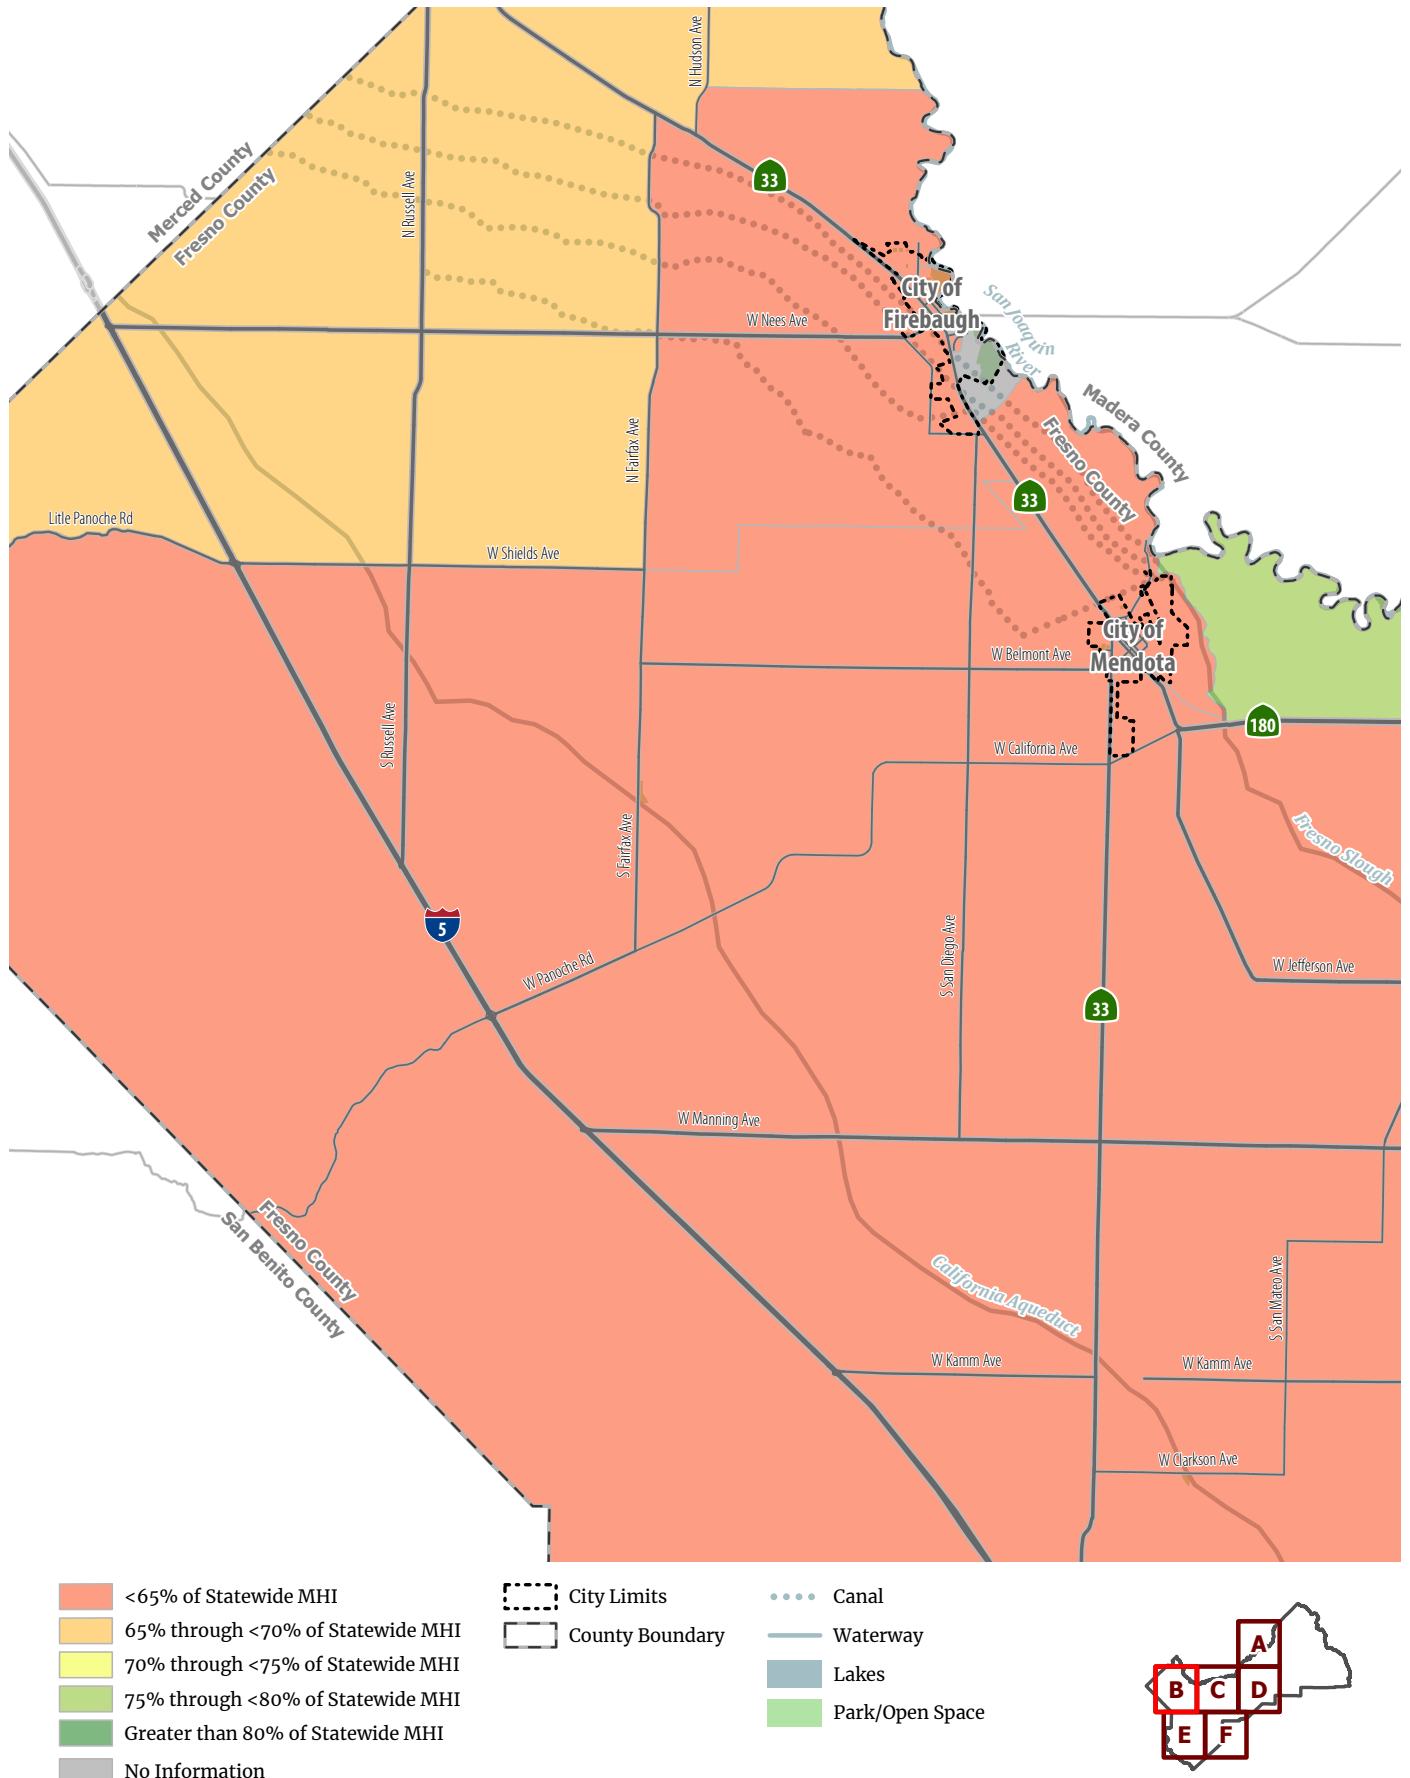 N Hudson Ave
33
Merced County
Fresno County
N Russell Ave
City of
Firebaugh
San Joaquin
River
W Nees Ave
Madera County
Fresno County
N Fairfax Ave
33
Litle Panoche Rd
W Shields Ave
City of
Mendota
W Belmont Ave
S Russell Ave
180
W California Ave
S Fairfax Ave
Fresno Slough
5
S San Diego Ave
W Panoche Rd
W Jefferson Ave
33
W Manning Ave
Fresno County
San Benito County
California Aqueduct
S San Mateo Ave
W Kamm Ave
W Kamm Ave
W Clarkson Ave
<65% of Statewide MHI
65% through <70% of Statewide MHI
70% through <75% of Statewide MHI
75% through <80% of Statewide MHI
Greater than 80% of Statewide MHI
No Information
City Limits
County Boundary
Canal
Waterway
Lakes
Park/Open Space
A
B
C
D
E
F